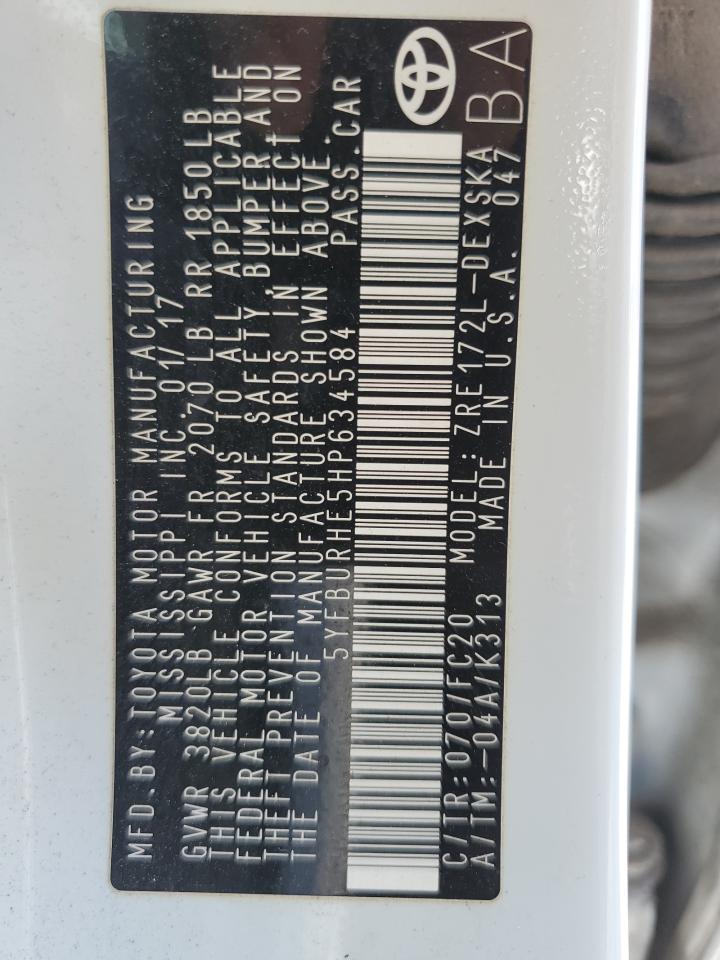 MFD.BY:TOYOTA MOTOR MANUFACTURING
MISSISSIPPI INC. 01/17
GVWR 3820LB GAWR FR 2070 LB RR 1850 LB
THIS VEHICLE CONFORMS TO ALL APPLICABLE
FEDERAL MOTOR VEHICLE SAFETY BUMPER AND
THEFT PREVENTION STANDARDS IN EFFECT ON
THE DATE OF MANUFACTURE SHOWN ABOVE.
5YFBURHE5HP634584 PASS.CAR
C/TR:070/FC20 MODEL:ZRE172L-DEXSKA
A/TM:-04A/K313 MADE IN U.S.A. 047
BA